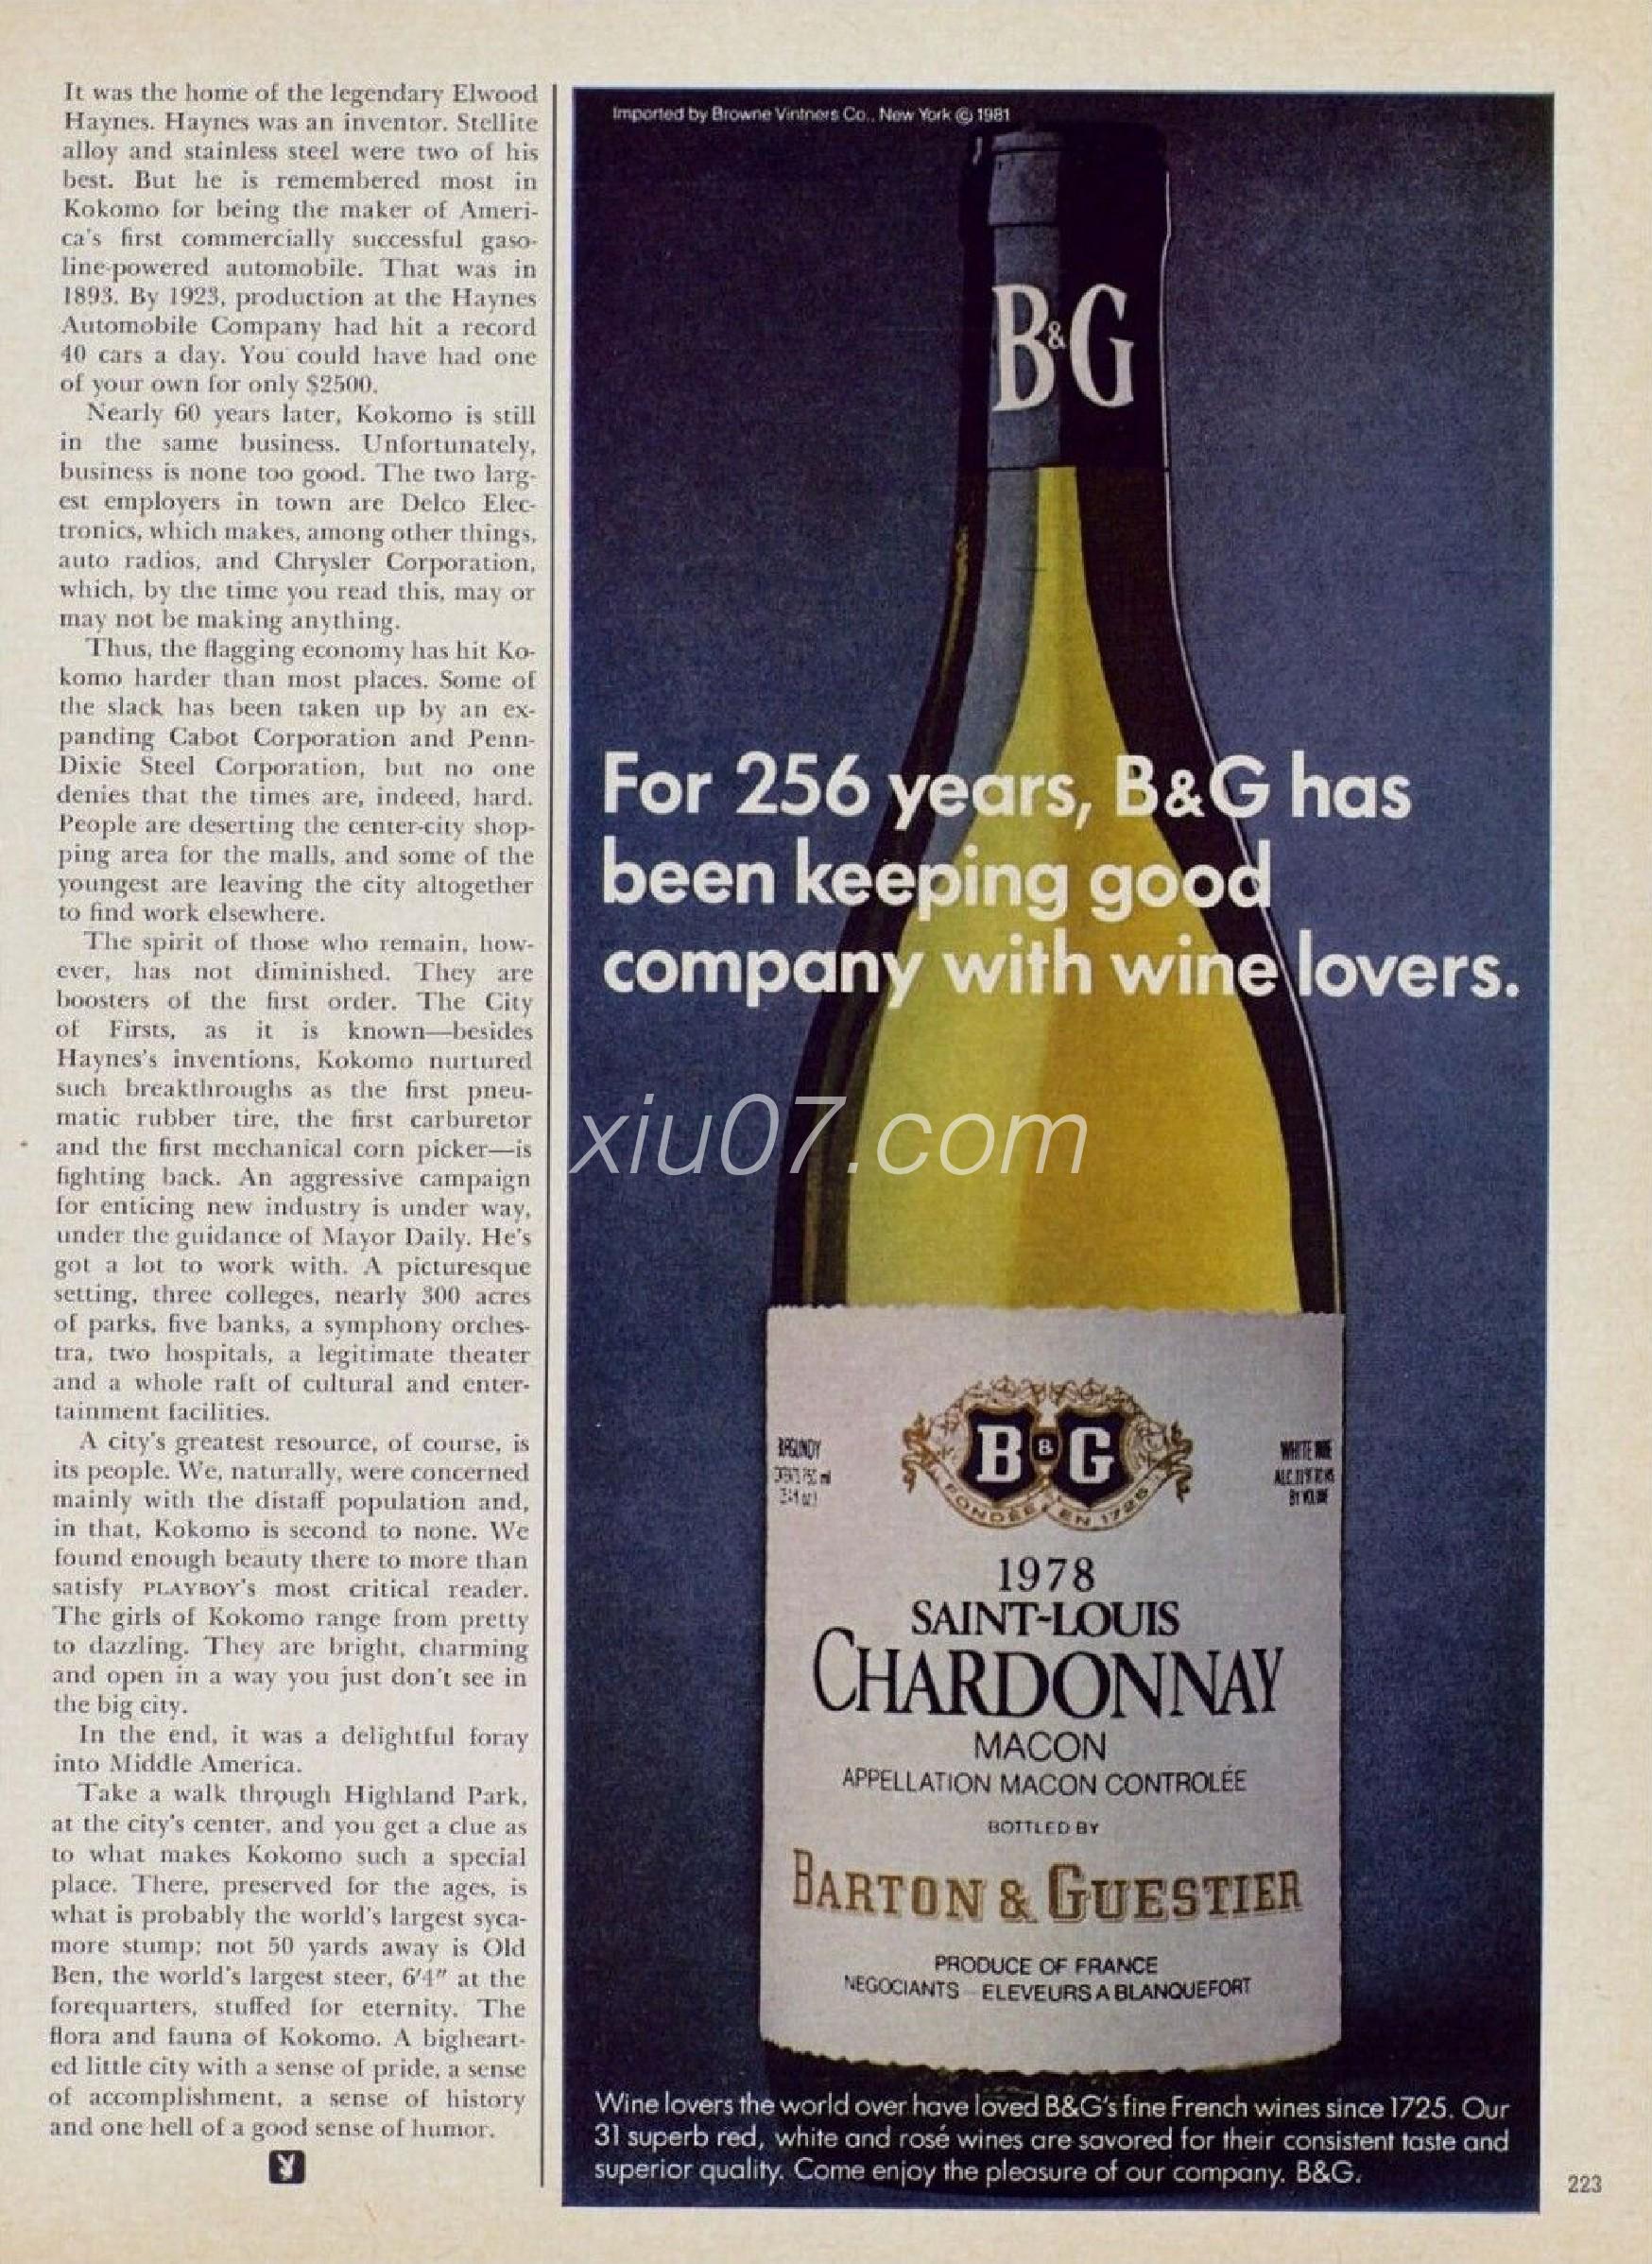 It was the home of the legendary Elwood
Haynes. Haynes was an inventor. Stellite
alloy and stainless steel were two of his
best. But he is remembered most in
Kokomo for being the maker of Ameri-
ca's first commercially successful gaso-
line-powered automobile. That was in
1893. By 1923, production at the Haynes
Automobile Company had hit a record
40 cars a day. You could have had one
of your own for only $2500.
Nearly 60 years later, Kokomo is still
in the same business. Unfortunately,
business is none too good. The two larg-
est employers in town are Delco Elec-
tronics, which makes, among other things,
auto radios, and Chrysler Corporation,
which, by the time you read this, may or
may not be making anything.
Thus, the flagging economy has hit Ko-
komo harder than most places. Some of
the slack has been taken up by an ex-
panding Cabot Corporation and Penn-
Dixie Steel Corporation, but no one
denies that the times are, indeed, hard.
People are deserting the center-city shop-
ping area for the malls, and some of the
youngest are leaving the city altogether
to find work elsewhere.
The spirit of those who remain, how-
ever, has not diminished. They are
boosters of the first order. The City
of Firsts, as it is known—besides
Haynes's inventions, Kokomo nurtured
such breakthroughs as the first pneu-
matic rubber tire, the first carburetor
and the first mechanical corn picker—is
fighting back. An aggressive campaign
for enticing new industry is under way,
under the guidance of Mayor Daily. He's
got a lot to work with. A picturesque
setting, three colleges, nearly 300 acres
of parks, five banks, a symphony orches-
tra, two hospitals, a legitimate theater
and a whole raft of cultural and enter-
tainment facilities.
A city's greatest resource, of course, is
its people. We, naturally, were concerned
mainly with the distaff population and,
in that, Kokomo is second to none. We
found enough beauty there to more than
satisfy PLAYBOY's most critical reader.
The girls of Kokomo range from pretty
to dazzling. They are bright, charming
and open in a way you just don't see in
the big city.
In the end, it was a delightful foray
into Middle America.
Take a walk through Highland Park,
at the city's center, and you get a clue as
to what makes Kokomo such a special
place. There, preserved for the ages, is
what is probably the world's largest syca-
more stump; not 50 yards away is Old
Ben, the world's largest steer, 6'4" at the
forequarters, stuffed for eternity. The
flora and fauna of Kokomo. A bigheart-
ed little city with a sense of pride, a sense
of accomplishment, a sense of history
and one hell of a good sense of humor.
Imported by Browne Vintners Co., New York © 1981
B&G
For 256 years, B&G has
been keeping good
company with wine lovers.
xiu07.com
B&G
FONDÉE EN 1725
BURGUNDY
WHITE WINE
BY VOLUME
1978
SAINT-LOUIS
CHARDONNAY
MACON
APPELLATION MACON CONTROLÉE
BOTTLED BY
BARTON & GUESTIER
PRODUCE OF FRANCE
NEGOCIANTS ELEVEURS A BLANQUEFORT
Wine lovers the world over have loved B&G's fine French wines since 1725. Our
31 superb red, white and rosé wines are savored for their consistent taste and
superior quality. Come enjoy the pleasure of our company. B&G.
223